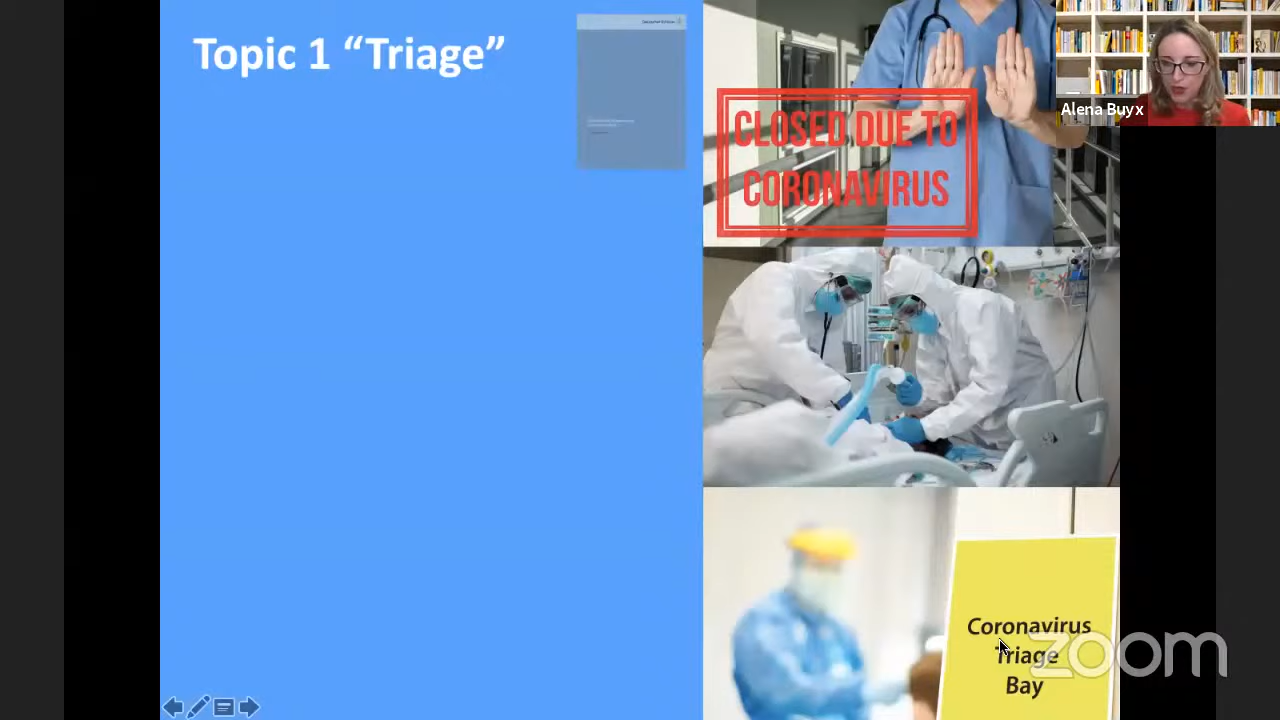 Topic 1 “Triage”
CLOSED DUE TO
CORONAVIRUS
Alena Buyx
Coronavirus
Triage
Bay
zoom